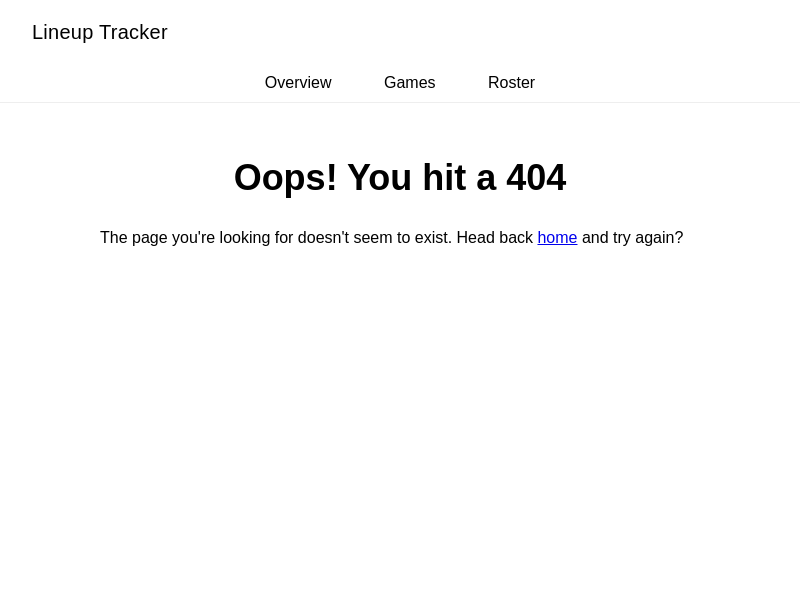 Lineup Tracker
Overview Games Roster
Oops! You hit a 404
The page you're looking for doesn't seem to exist. Head back home and try again?